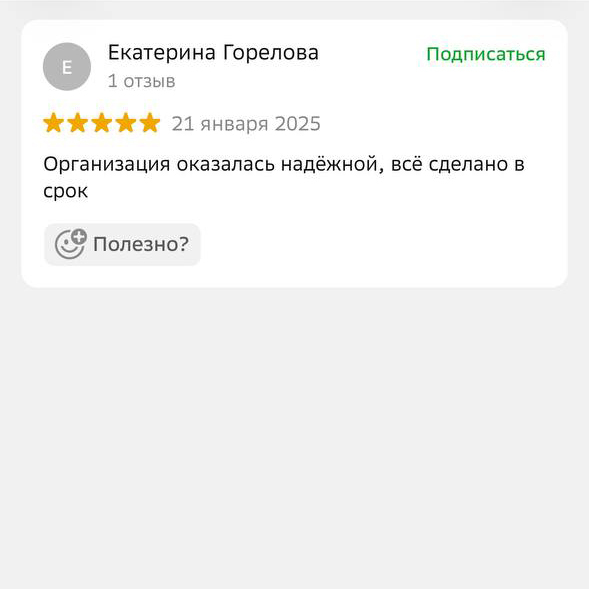 Е
Екатерина Горелова
Подписаться
1 отзыв
21 января 2025
Организация оказалась надёжной, всё сделано в
срок
Полезно?